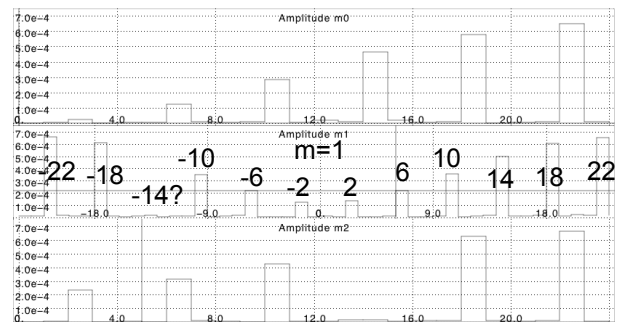 Amplitude m0
7.0e-4
6.0e-4
5.0e-4
4.0e-4
3.0e-4
2.0e-4
1.0e-4
0. 4.0 8.0 12.0 16.0 20.0
Amplitude m1
m=1
7.0e-4
6.0e-4
5.0e-4
4.0e-4
3.0e-4
2.0e-4
1.0e-4
-22 -18 -14? -10 -6 -2 2 6 10 14 18 22
-18.0 -9.0 0. 9.0 18.0
Amplitude m2
7.0e-4
6.0e-4
5.0e-4
4.0e-4
3.0e-4
2.0e-4
1.0e-4
0. 4.0 8.0 12.0 16.0 20.0